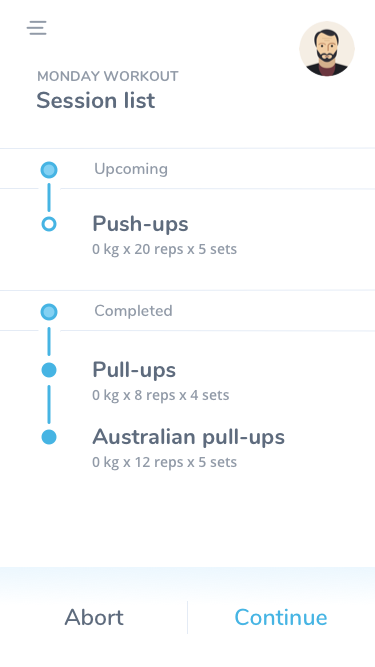 MONDAY WORKOUT
Session list
Upcoming
Push-ups
0 kg x 20 reps x 5 sets
Completed
Pull-ups
0 kg x 8 reps x 4 sets
Australian pull-ups
0 kg x 12 reps x 5 sets
Abort
Continue